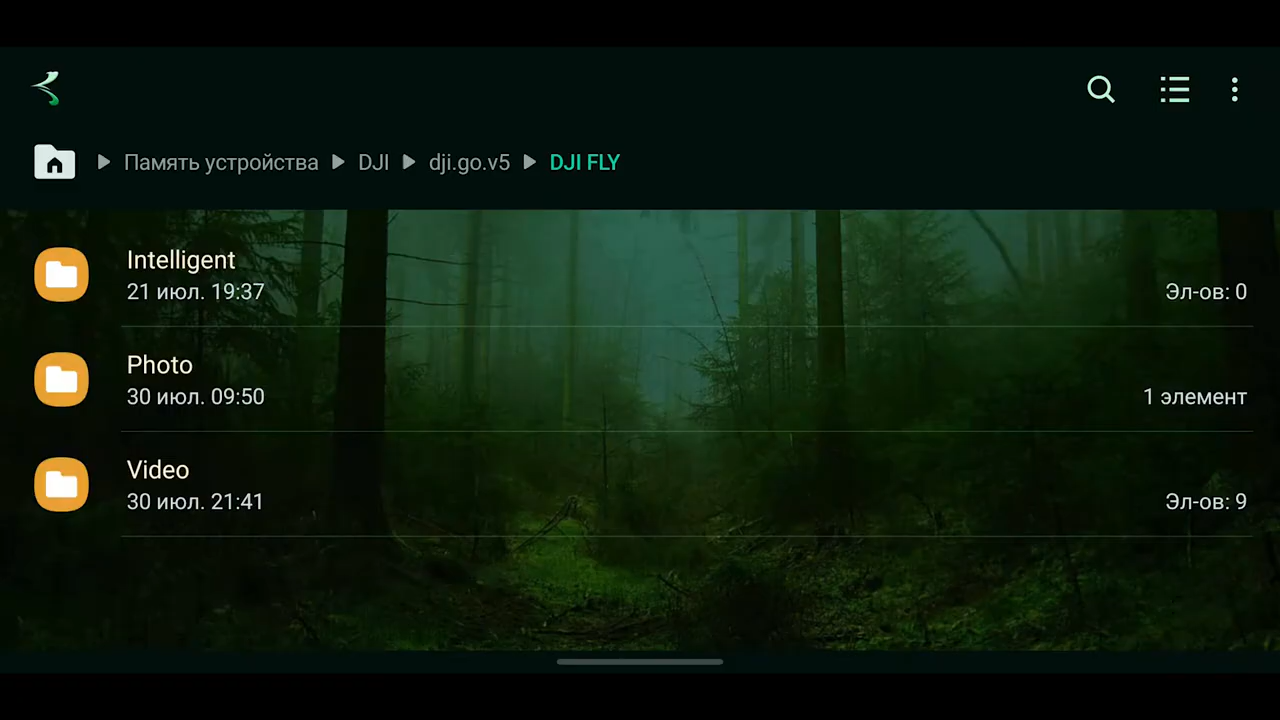 Память устройства DJI dji.go.v5 DJI FLY
Intelligent
21 июл. 19:37 Эл-ов: 0
Photo
30 июл. 09:50 1 элемент
Video
30 июл. 21:41 Эл-ов: 9